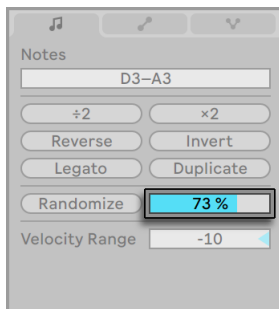 Notes
D3–A3
÷2 ×2
Reverse Invert
Legato Duplicate
Randomize 73 %
Velocity Range -10